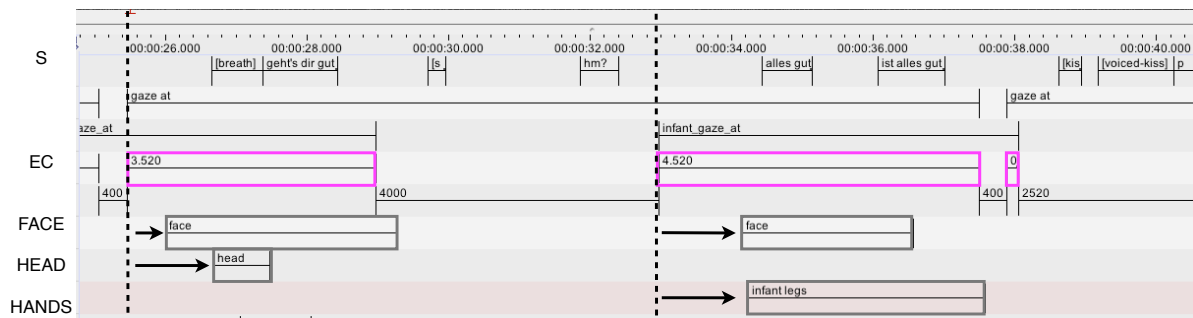 00:00:26.000 00:00:28.000 00:00:30.000 00:00:32.000 00:00:34.000 00:00:36.000 00:00:38.000 00:00:40.000
S [breath] geht's dir gut [s hm? alles gut ist alles gut [kis [voiced-kiss] p
gaze at gaze at
aze_at infant_gaze_at
EC 3.520 4.520 0
400 4000 400 2520
FACE face face
HEAD head
HANDS infant legs